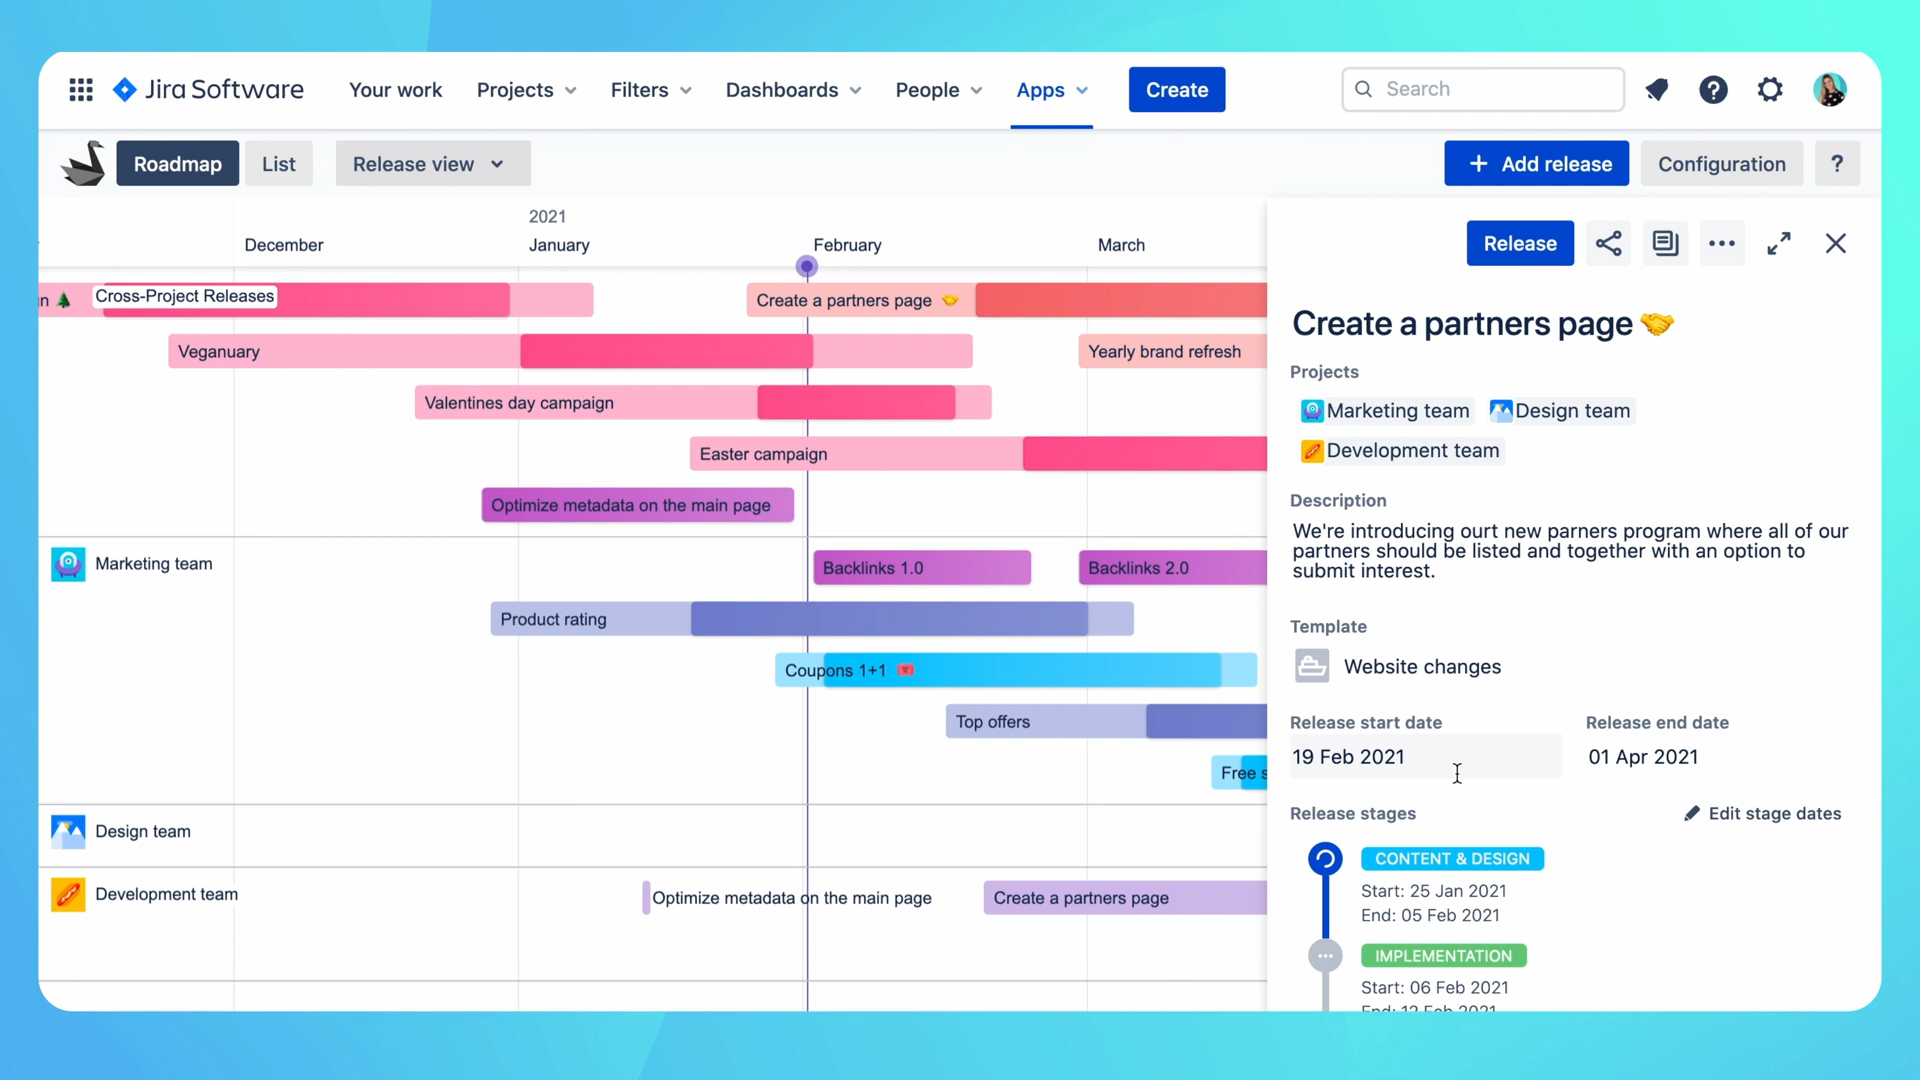 Jira Software Your work Projects Filters Dashboards People Apps Create Search
Roadmap List Release view + Add release Configuration ?
2021
December January February March
Cross-Project Releases
Create a partners page
Veganuary
Yearly brand refresh
Valentines day campaign
Easter campaign
Optimize metadata on the main page
Marketing team
Backlinks 1.0
Backlinks 2.0
Product rating
Coupons 1+1
Top offers
Free s
Design team
Development team
Optimize metadata on the main page
Create a partners page
Release
Create a partners page
Projects
Marketing team Design team
Development team
Description
We're introducing ourt new parners program where all of our
partners should be listed and together with an option to
submit interest.
Template
Website changes
Release start date Release end date
19 Feb 2021 01 Apr 2021
Release stages Edit stage dates
CONTENT & DESIGN
Start: 25 Jan 2021
End: 05 Feb 2021
IMPLEMENTATION
Start: 06 Feb 2021
End: 12 Feb 2021